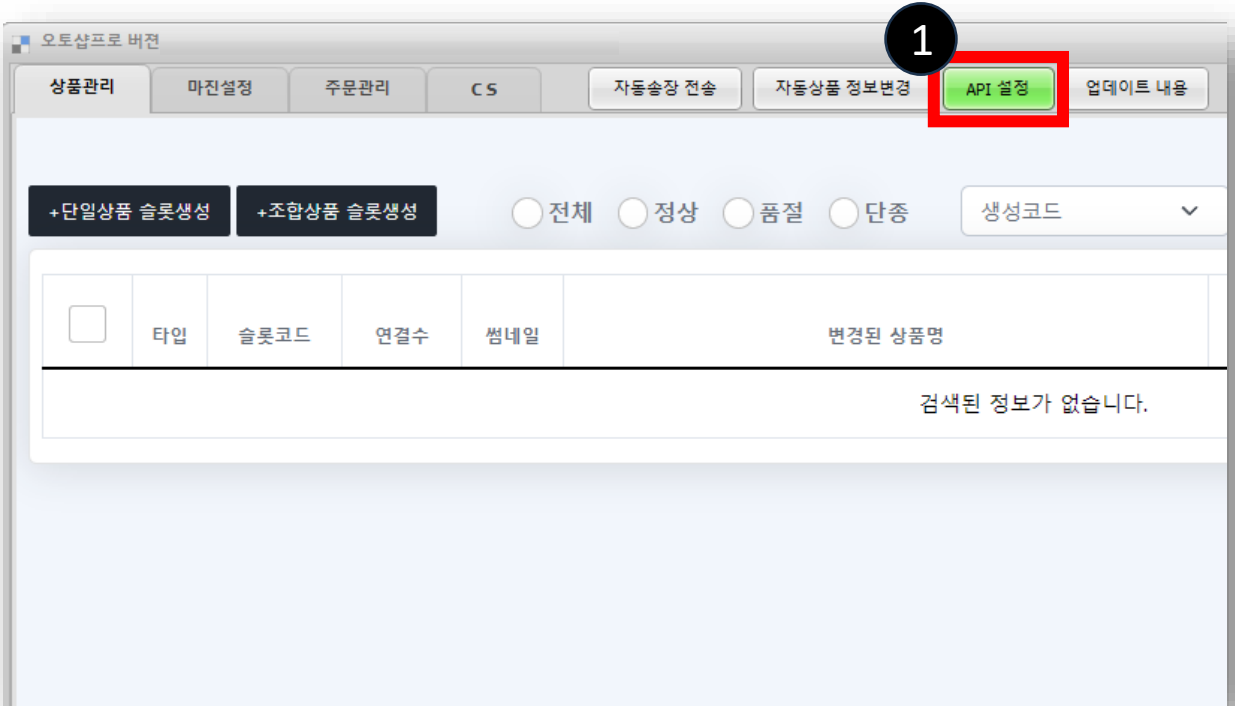 오토샵프로 버젼
1
상품관리 마진설정 주문관리 CS 자동송장 전송 자동상품 정보변경 API 설정 업데이트 내용
+단일상품 슬롯생성 +조합상품 슬롯생성 전체 정상 품절 단종 생성코드
타입 슬롯코드 연결수 썸네일 변경된 상품명
검색된 정보가 없습니다.